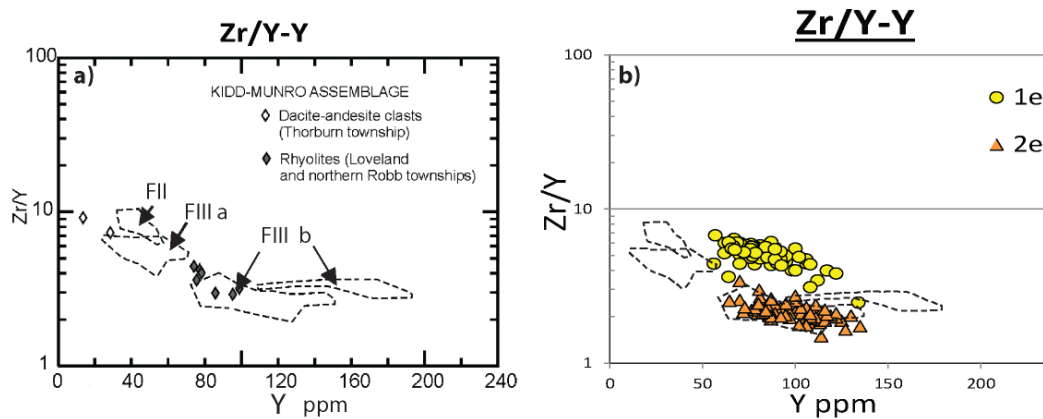 Zr/Y-Y
100
a)
KIDD-MUNRO ASSEMBLAGE
Dacite-andesite clasts
(Thorburn township)
Rhyolites (Loveland
and northern Robb townships)
Zr/Y
FII
FIII a
FIII b
10
1
0 40 80 120 160 200 240
Y ppm
Zr/Y-Y
100
b)
1e
2e
Zr/Y
10
1
0 50 100 150 200
Y ppm